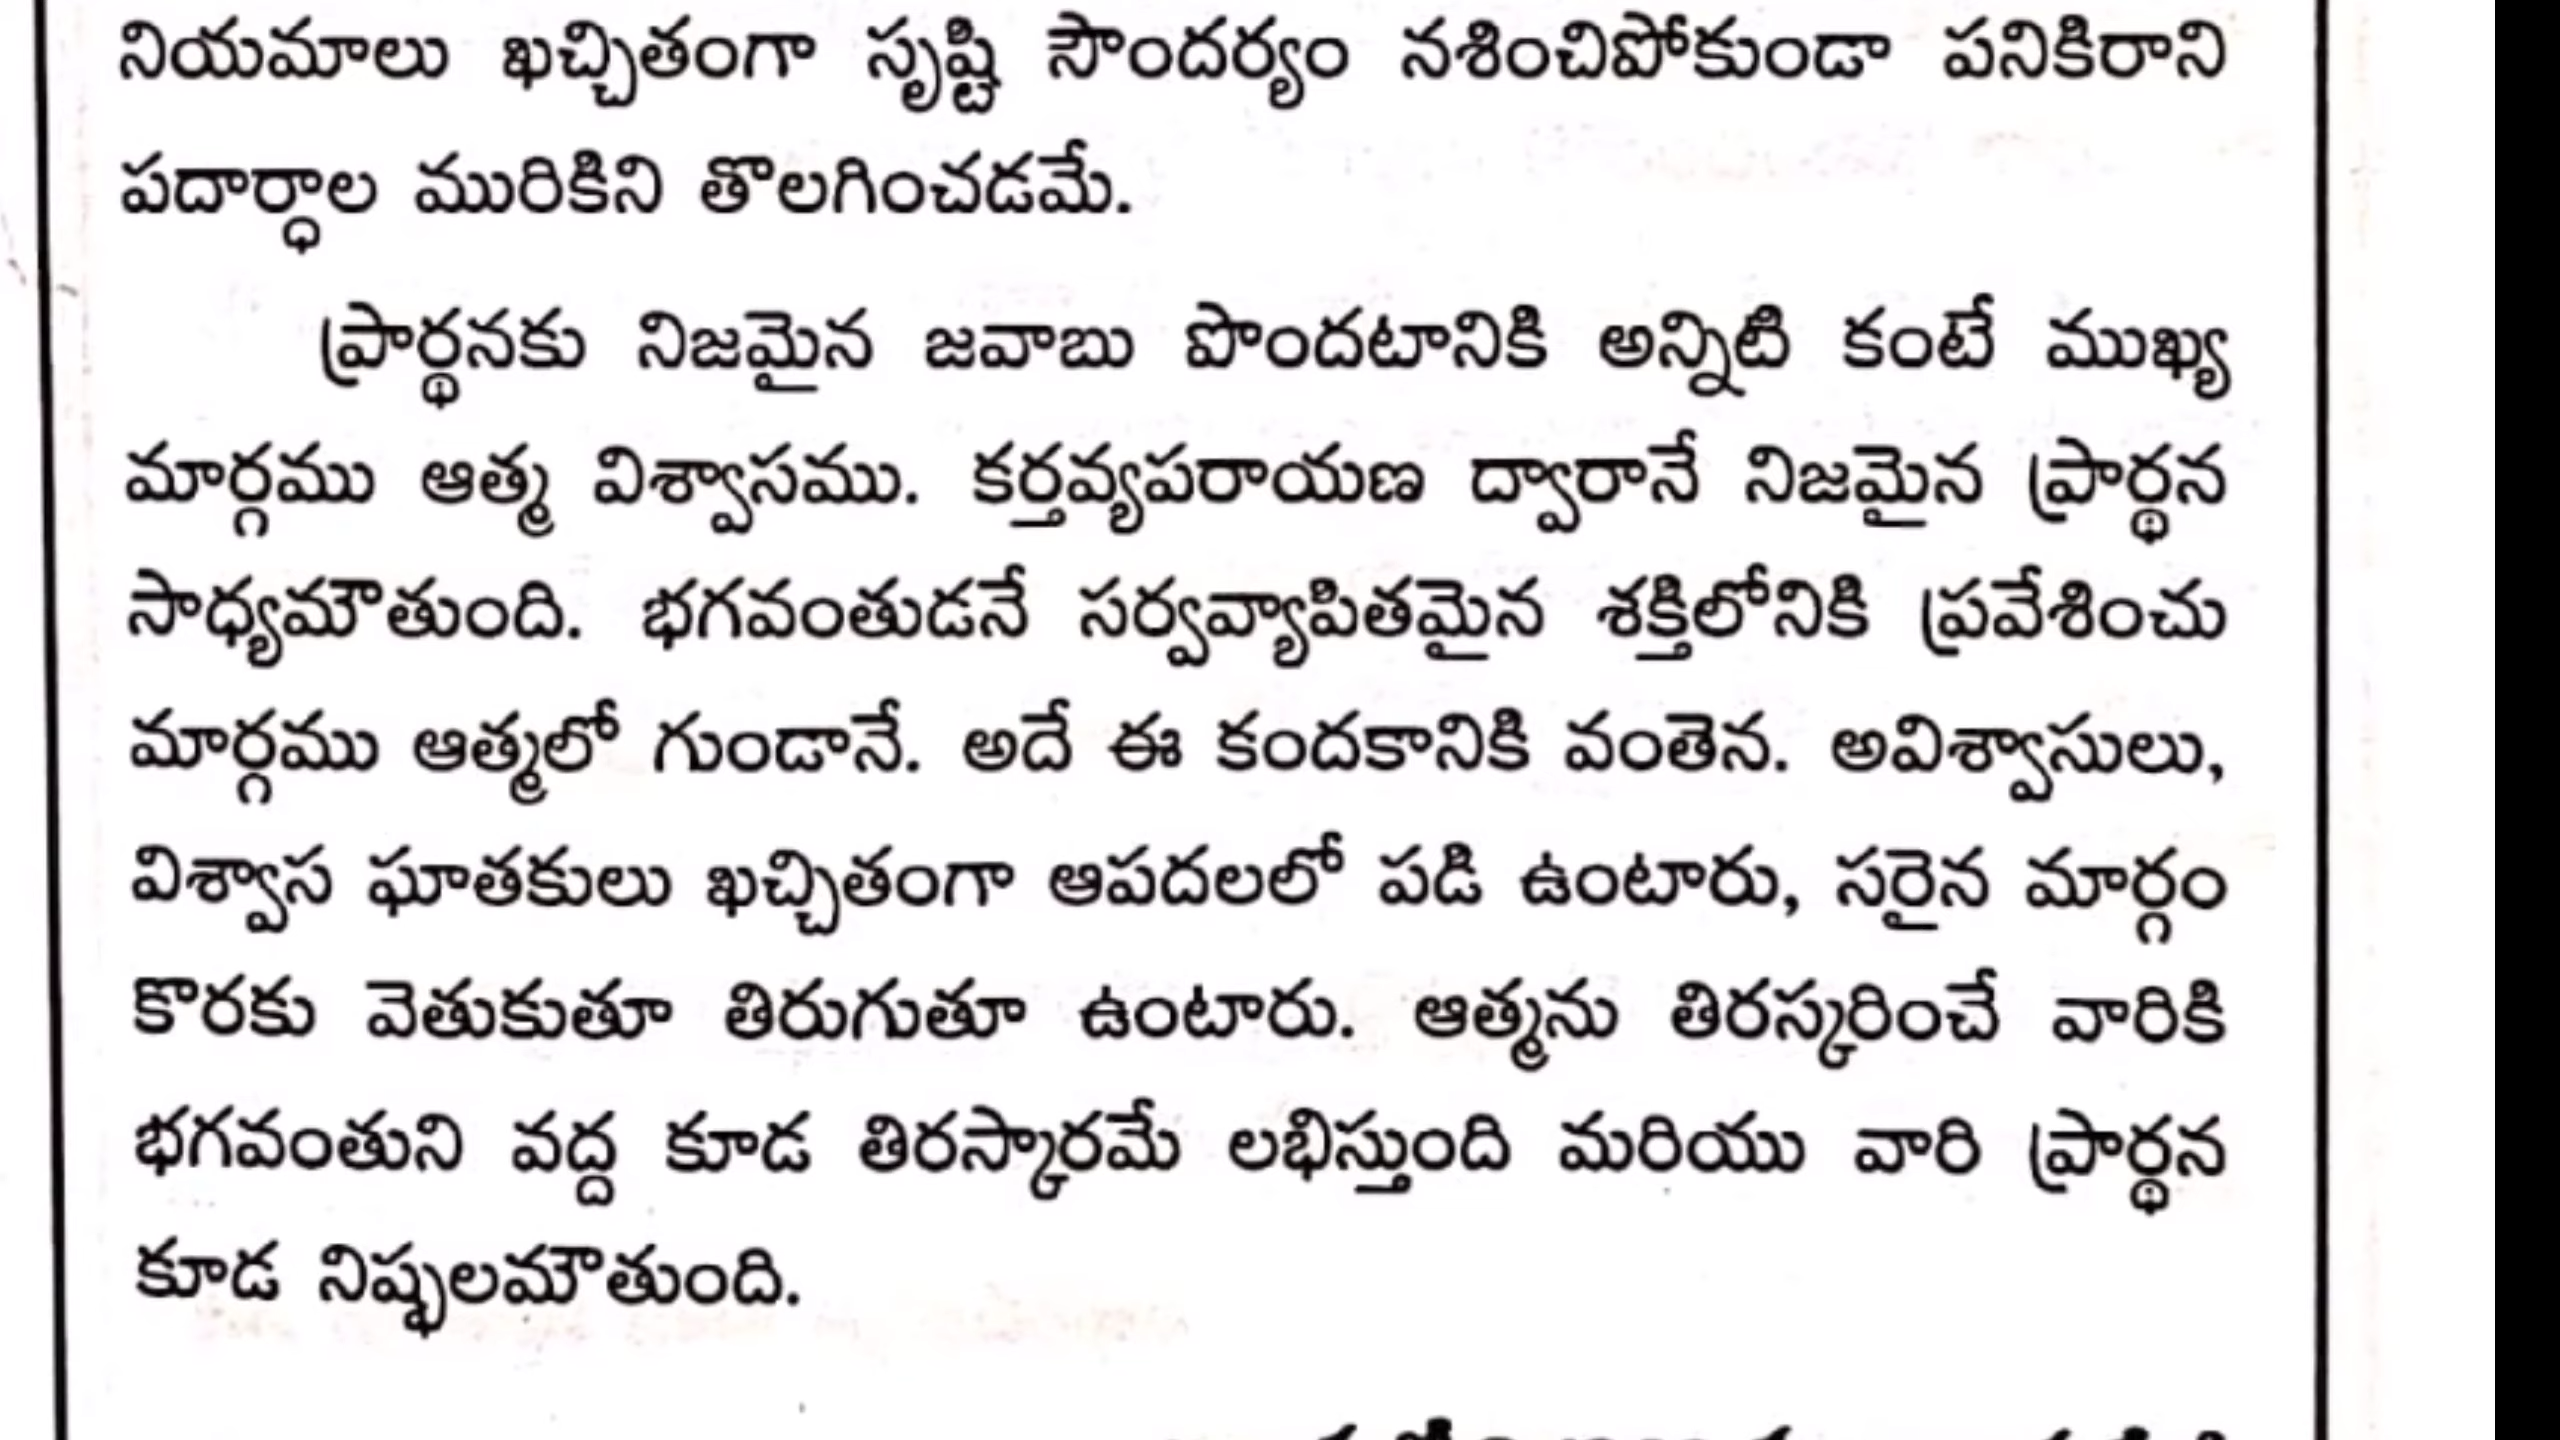 నియమాలు ఖచ్చితంగా సృష్టి సౌందర్యం నశించిపోకుండా పనికిరాని
పదార్ధాల మురికిని తొలగించడమే.
ప్రార్థనకు నిజమైన జవాబు పొందటానికి అన్నిటి కంటే ముఖ్య
మార్గము ఆత్మ విశ్వాసము. కర్తవ్యపరాయణ ద్వారానే నిజమైన ప్రార్థన
సాధ్యమౌతుంది. భగవంతుడనే సర్వవ్యాపితమైన శక్తిలోనికి ప్రవేశించు
మార్గము ఆత్మలో గుండానే. అదే ఈ కందకానికి వంతెన. అవిశ్వాసులు,
విశ్వాస ఘాతకులు ఖచ్చితంగా ఆపదలలో పడి ఉంటారు, సరైన మార్గం
కొరకు వెతుకుతూ తిరుగుతూ ఉంటారు. ఆత్మను తిరస్కరించే వారికి
భగవంతుని వద్ద కూడ తిరస్కారమే లభిస్తుంది మరియు వారి ప్రార్థన
కూడ నిష్ఫలమౌతుంది.